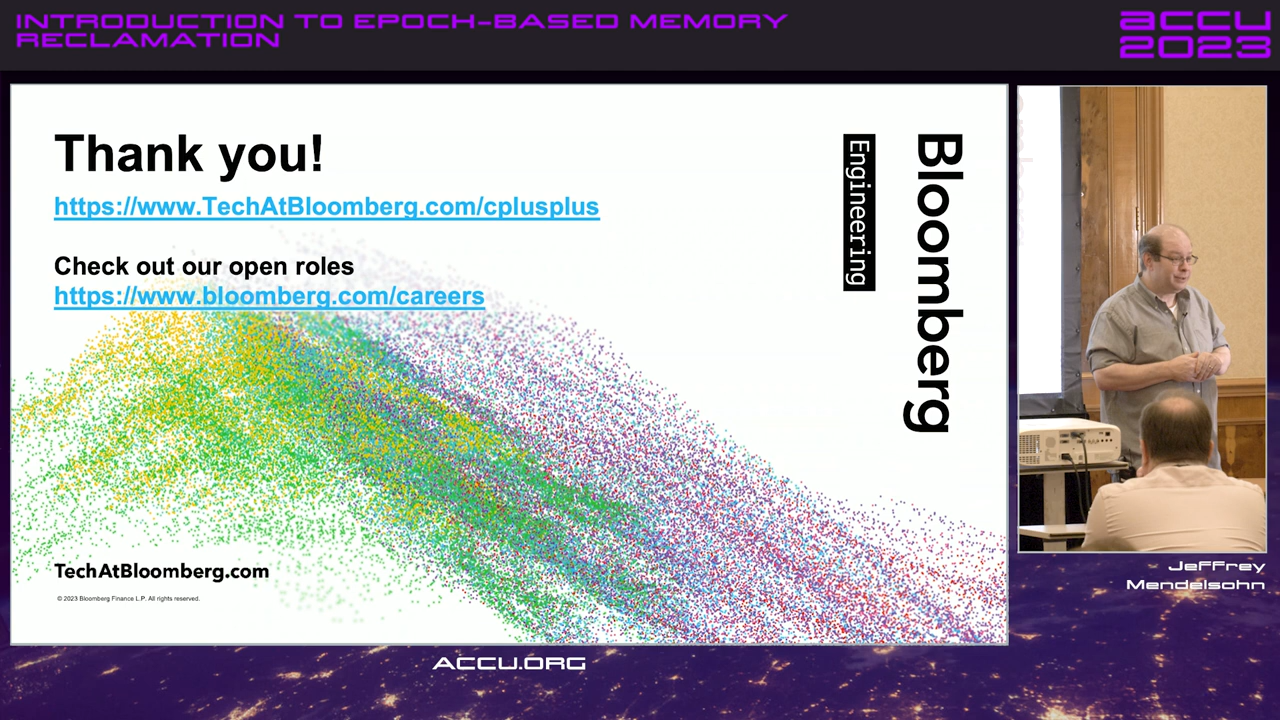 INTRODUCTION TO EPOCH-BASED MEMORY
RECLAMATION
ACCU
2023
Thank you!
https://www.TechAtBloomberg.com/cplusplus
Check out our open roles
https://www.bloomberg.com/careers
Engineering
Bloomberg
TechAtBloomberg.com
© 2023 Bloomberg Finance L.P. All rights reserved.
Jeffrey
Mendelsohn
ACCU.ORG